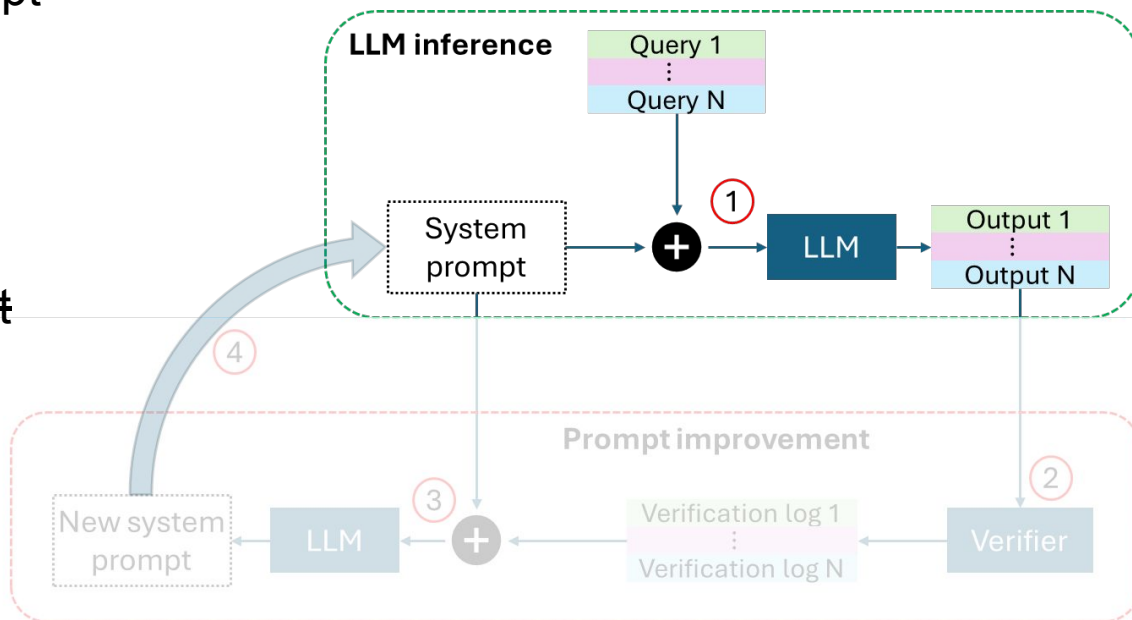 pt
LLM inference
Query 1
⋮
Query N
1
System
prompt
+
LLM
Output 1
⋮
Output N
t
4
Prompt improvement
2
3
New system
prompt
LLM
+
Verification log 1
⋮
Verification log N
Verifier